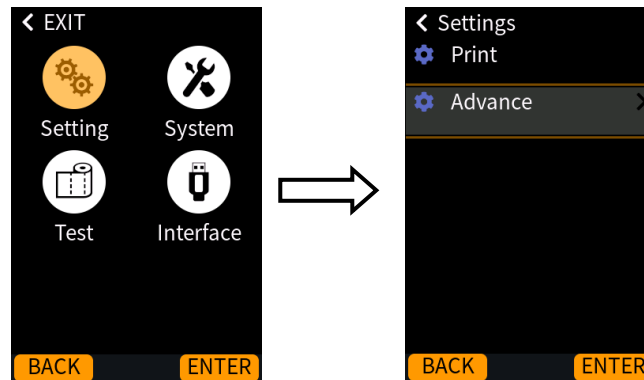 EXIT
Setting System
Test Interface
BACK ENTER
Settings
Print
Advance
BACK ENTER